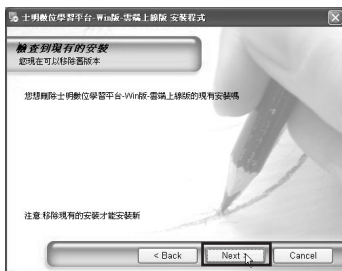 士明數位學習平台-Win版-雲端上線版 安裝程式
檢查到現有的安裝
您現在可以移除舊版本
您想刪除士明數位學習平台-Win版-雲端上線版的現有安裝嗎
注意:移除現有的安裝才能安裝新
< Back
Next >
Cancel